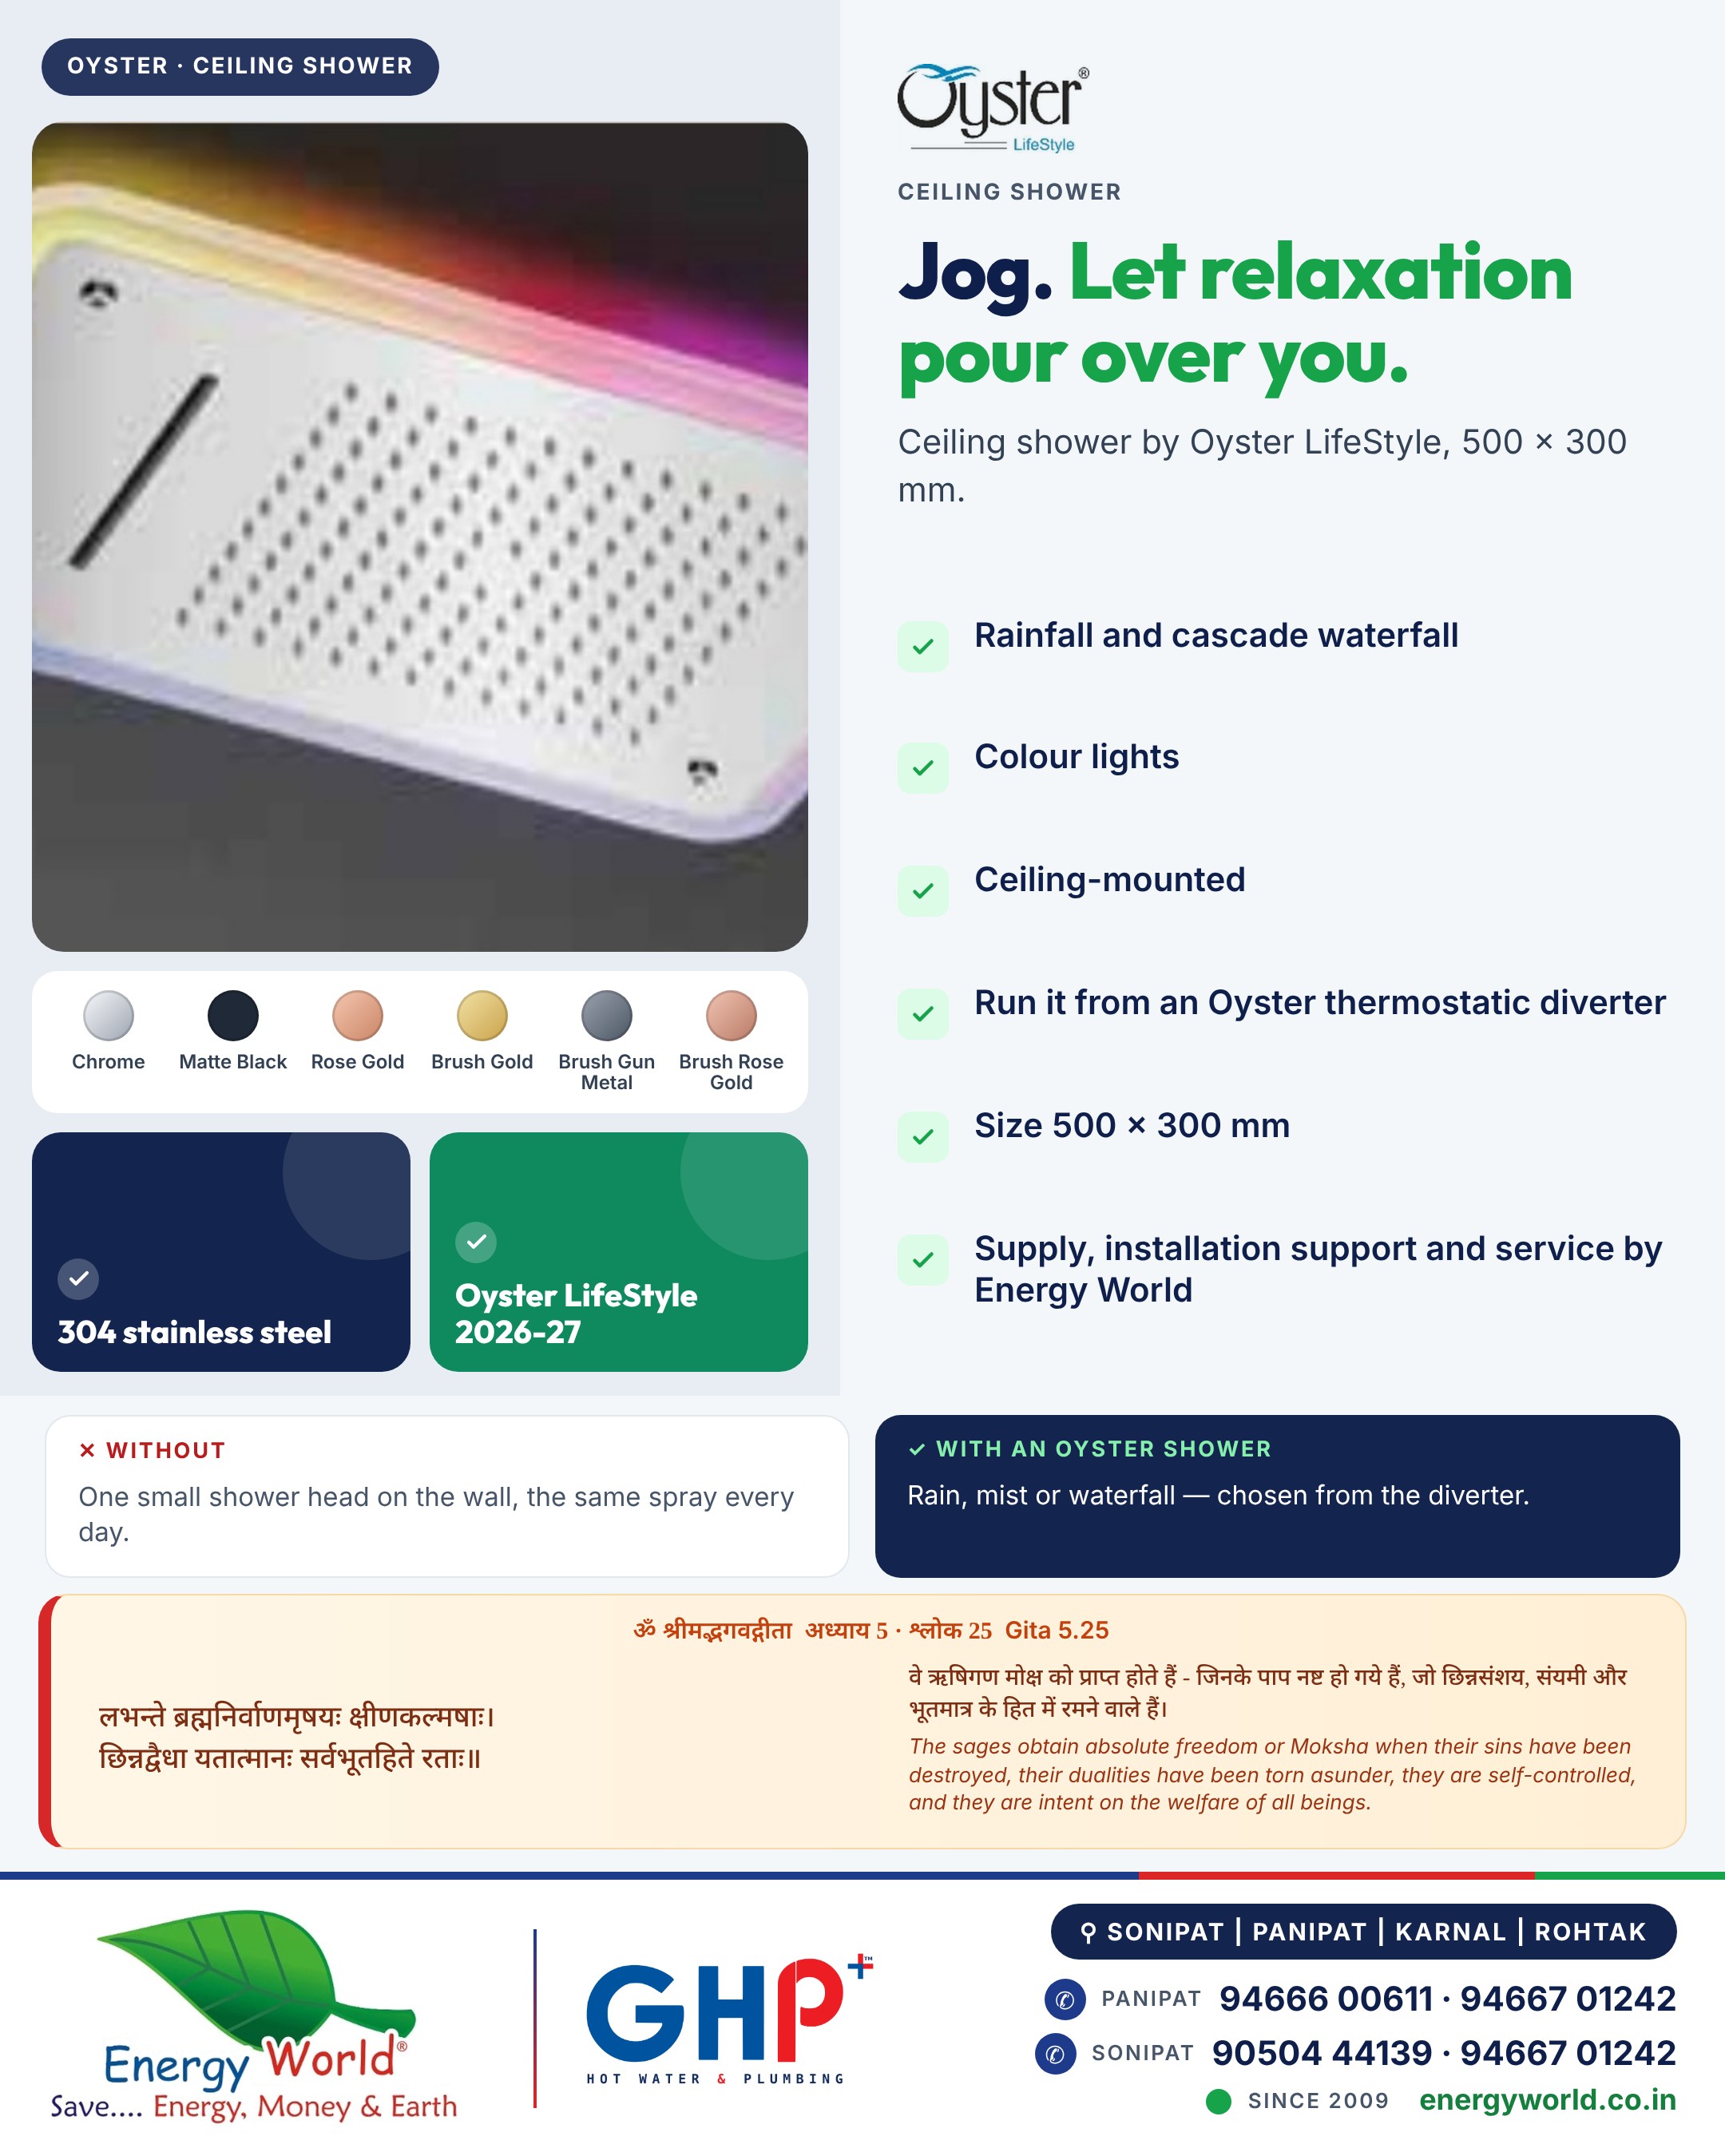 OYSTER · CEILING SHOWER
Oyster®
LifeStyle
CEILING SHOWER
Jog. Let relaxation
pour over you.
Ceiling shower by Oyster LifeStyle, 500 × 300
mm.
Rainfall and cascade waterfall
Colour lights
Ceiling-mounted
Run it from an Oyster thermostatic diverter
Size 500 × 300 mm
Supply, installation support and service by
Energy World
Chrome
Matte Black
Rose Gold
Brush Gold
Brush Gun
Metal
Brush Rose
Gold
304 stainless steel
Oyster LifeStyle
2026-27
✕ WITHOUT
One small shower head on the wall, the same spray every
day.
✓ WITH AN OYSTER SHOWER
Rain, mist or waterfall — chosen from the diverter.
ॐ श्रीमद्भगवद्गीता अध्याय 5 · श्लोक 25 Gita 5.25
लभन्ते ब्रह्मनिर्वाणमृषयः क्षीणकल्मषाः।
छिन्नद्वैधा यतात्मानः सर्वभूतहिते रताः॥
वे ऋषिगण मोक्ष को प्राप्त होते हैं - जिनके पाप नष्ट हो गये हैं, जो छिन्नसंशय, संयमी और
भूतमात्र के हित में रमने वाले हैं।
The sages obtain absolute freedom or Moksha when their sins have been
destroyed, their dualities have been torn asunder, they are self-controlled,
and they are intent on the welfare of all beings.
Energy World®
Save.... Energy, Money & Earth
GHP+™
HOT WATER & PLUMBING
SONIPAT | PANIPAT | KARNAL | ROHTAK
PANIPAT 94666 00611 · 94667 01242
SONIPAT 90504 44139 · 94667 01242
SINCE 2009 energyworld.co.in